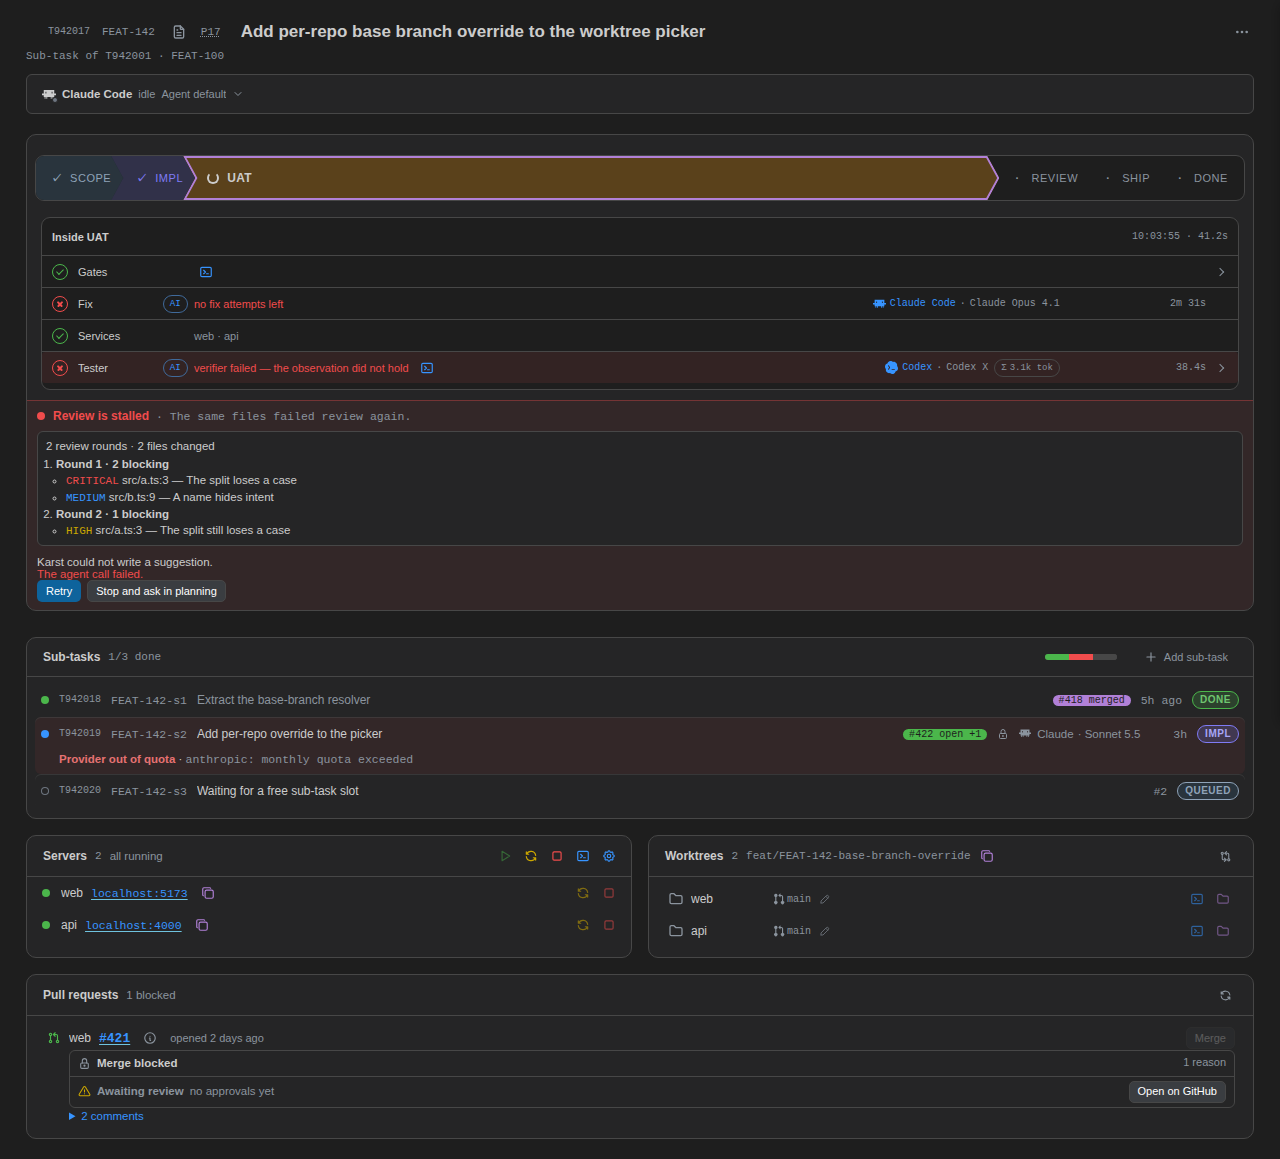 T942017 FEAT-142 P17 Add per-repo base branch override to the worktree picker
Sub-task of T942001 · FEAT-100
Claude Code idle Agent default
SCOPE IMPL UAT REVIEW SHIP DONE
Inside UAT 10:03:55 · 41.2s
Gates
Fix AI no fix attempts left Claude Code · Claude Opus 4.1 2m 31s
Services web · api
Tester AI verifier failed — the observation did not hold Codex · Codex X Σ 3.1k tok 38.4s
Review is stalled · The same files failed review again.
2 review rounds · 2 files changed
1. Round 1 · 2 blocking
CRITICAL src/a.ts:3 — The split loses a case
MEDIUM src/b.ts:9 — A name hides intent
2. Round 2 · 1 blocking
HIGH src/a.ts:3 — The split still loses a case
Karst could not write a suggestion.
The agent call failed.
Retry Stop and ask in planning
Sub-tasks 1/3 done Add sub-task
T942018 FEAT-142-s1 Extract the base-branch resolver #418 merged 5h ago DONE
T942019 FEAT-142-s2 Add per-repo override to the picker #422 open +1 Claude · Sonnet 5.5 3h IMPL
Provider out of quota · anthropic: monthly quota exceeded
T942020 FEAT-142-s3 Waiting for a free sub-task slot #2 QUEUED
Servers 2 all running
web localhost:5173
api localhost:4000
Worktrees 2 feat/FEAT-142-base-branch-override
web main
api main
Pull requests 1 blocked
web #421 opened 2 days ago Merge
Merge blocked 1 reason
Awaiting review no approvals yet Open on GitHub
2 comments